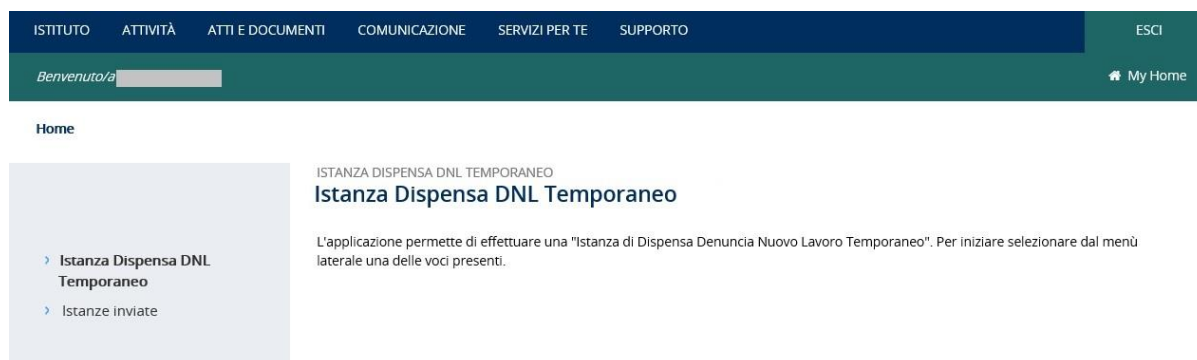 ISTITUTO ATTIVITÀ ATTI E DOCUMENTI COMUNICAZIONE SERVIZI PER TE SUPPORTO ESCI
Benvenuto/a My Home
Home
ISTANZA DISPENSA DNL TEMPORANEO
Istanza Dispensa DNL Temporaneo
L'applicazione permette di effettuare una "Istanza di Dispensa Denuncia Nuovo Lavoro Temporaneo". Per iniziare selezionare dal menù
laterale una delle voci presenti.
Istanza Dispensa DNL
Temporaneo
Istanze inviate